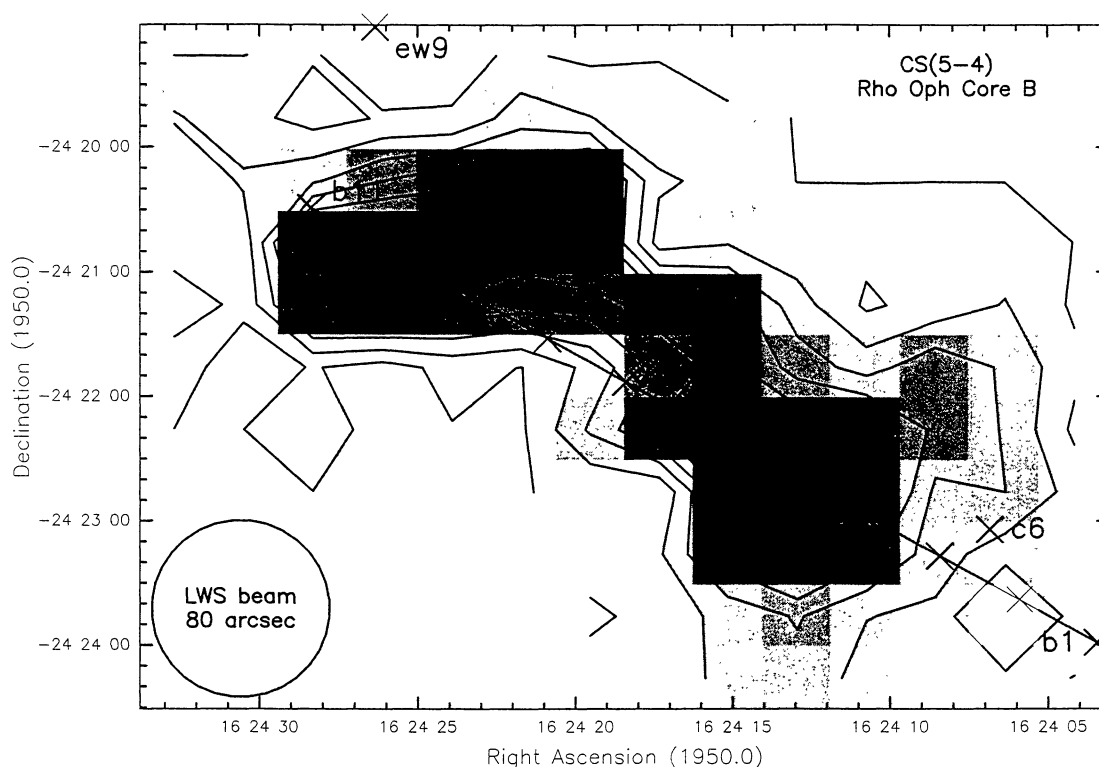 ew9
CS(5-4)
Rho Oph Core B
-24 20 00
-24 21 00
-24 22 00
-24 23 00
-24 24 00
Declination (1950.0)
c6
b1
LWS beam
80 arcsec
16 24 30
16 24 25
16 24 20
16 24 15
16 24 10
16 24 05
Right Ascension (1950.0)